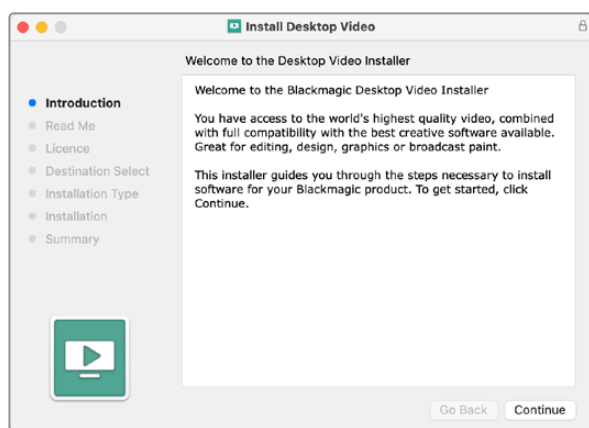 Install Desktop Video
Welcome to the Desktop Video Installer
Introduction
Read Me
Licence
Destination Select
Installation Type
Installation
Summary
Welcome to the Blackmagic Desktop Video Installer
You have access to the world's highest quality video, combined
with full compatibility with the best creative software available.
Great for editing, design, graphics or broadcast paint.
This installer guides you through the steps necessary to install
software for your Blackmagic product. To get started, click
Continue.
Go Back
Continue